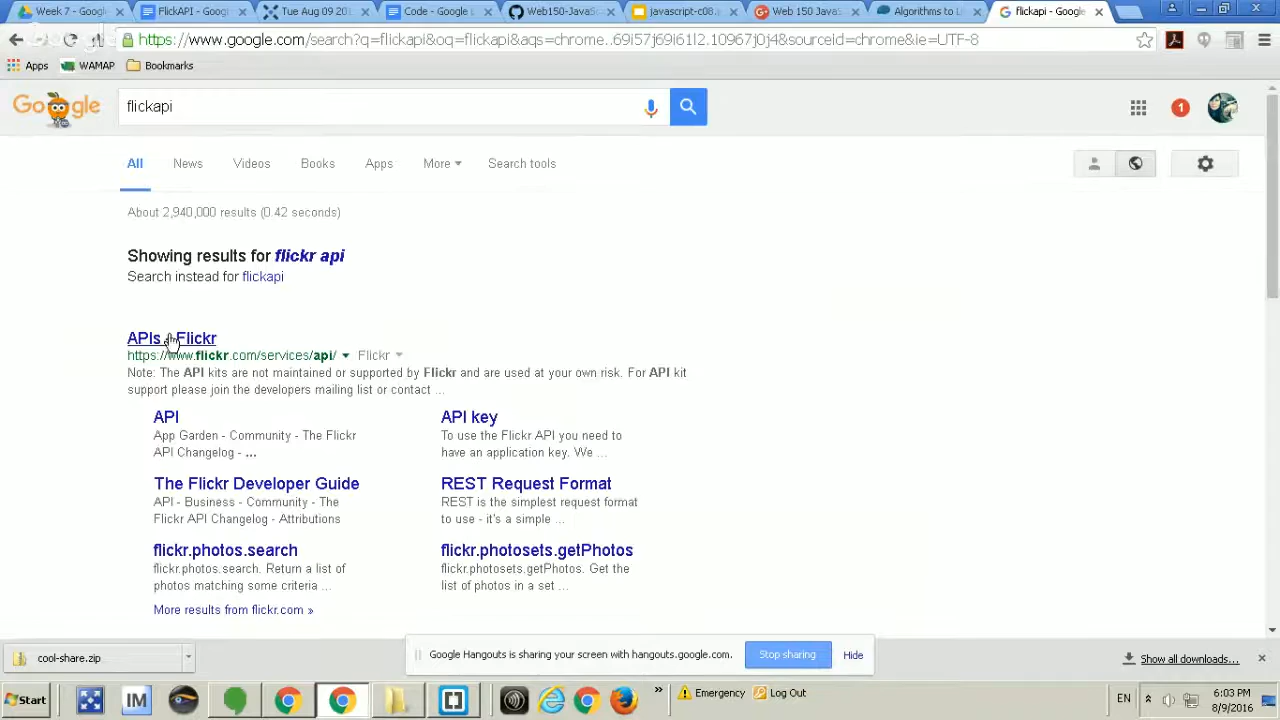 Week 7 - Google
FlickAPI - Googl
Tue Aug 09 201
Code - Google L
Web150-JavaSc
javascript-c08.
Web 150 Javas
Algorithms to L
flickapi - Google
https://www.google.com/search?q=flickapi&oq=flickapi&aqs=chrome..69i57j69i61l2.10967j0j4&sourceid=chrome&ie=UTF-8
Apps WAMAP Bookmarks
Google flickapi 1
All News Videos Books Apps More Search tools
About 2,940,000 results (0.42 seconds)
Showing results for flickr api
Search instead for flickapi
APIs Flickr
https://www.flickr.com/services/api/ Flickr
Note: The API kits are not maintained or supported by Flickr and are used at your own risk. For API kit
support please join the developers mailing list or contact ...
API
App Garden - Community - The Flickr
API Changelog - ...
API key
To use the Flickr API you need to
have an application key. We ...
The Flickr Developer Guide
API - Business - Community - The
Flickr API Changelog - Attributions
REST Request Format
REST is the simplest request format
to use - it's a simple ...
flickr.photos.search
flickr.photos.search. Return a list of
photos matching some criteria ...
flickr.photosets.getPhotos
flickr.photosets.getPhotos. Get the
list of photos in a set ...
More results from flickr.com »
cool-share.zip
Google Hangouts is sharing your screen with hangouts.google.com. Stop sharing Hide
Show all downloads...
Start IM » Emergency Log Out EN 6:03 PM
8/9/2016